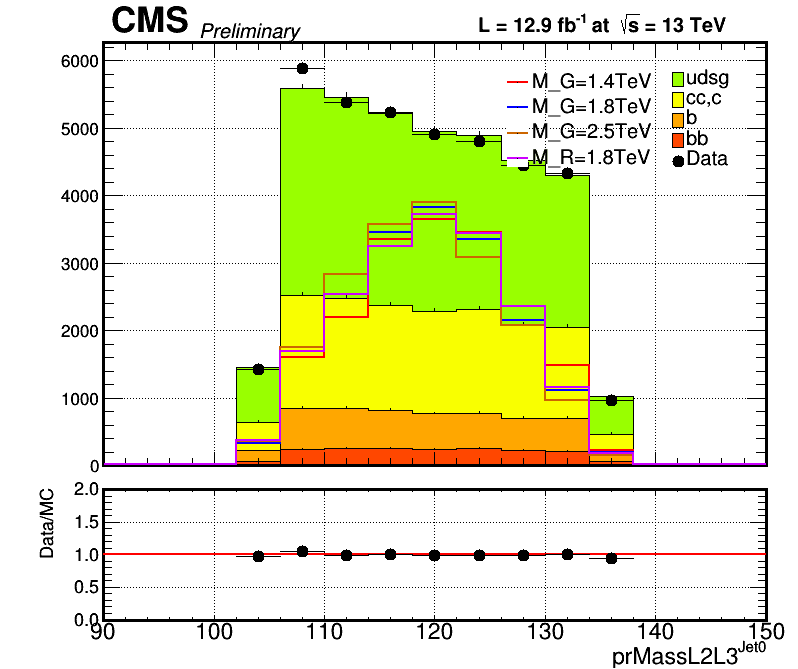 CMS Preliminary L = 12.9 fb⁻¹ at √s = 13 TeV
6000
5000
4000
3000
2000
1000
0
M_G=1.4TeV
M_G=1.8TeV
M_G=2.5TeV
M_R=1.8TeV
udsg
cc,c
b
bb
Data
Data/MC
2.0
1.5
1.0
0.5
0.0
90 100 110 120 130 140 150
prMassL2L3^Jet0